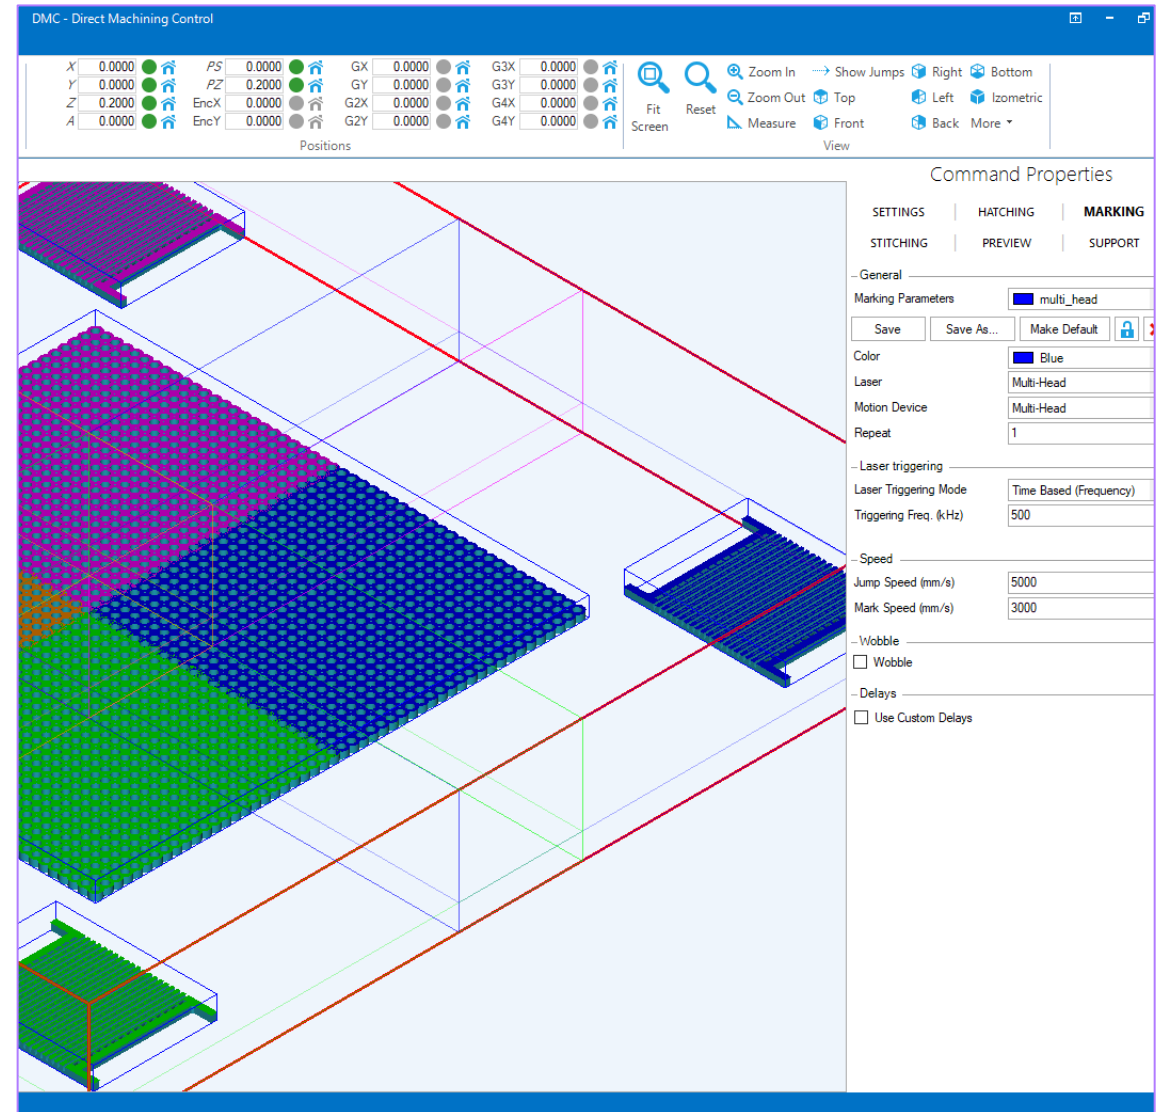 DMC - Direct Machining Control
X 0.0000 PS 0.0000 GX 0.0000 G3X 0.0000
Y 0.0000 PZ 0.2000 GY 0.0000 G3Y 0.0000
Z 0.2000 EncX 0.0000 G2X 0.0000 G4X 0.0000
A 0.0000 EncY 0.0000 G2Y 0.0000 G4Y 0.0000
Positions
Fit Screen
Reset
Zoom In Show Jumps Right Bottom
Zoom Out Top Left Izometric
Measure Front Back More
View
Command Properties
SETTINGS HATCHING MARKING
STITCHING PREVIEW SUPPORT
General
Marking Parameters multi_head
Save Save As... Make Default
Color Blue
Laser Multi-Head
Motion Device Multi-Head
Repeat 1
Laser triggering
Laser Triggering Mode Time Based (Frequency)
Triggering Freq. (kHz) 500
Speed
Jump Speed (mm/s) 5000
Mark Speed (mm/s) 3000
Wobble
Wobble
Delays
Use Custom Delays